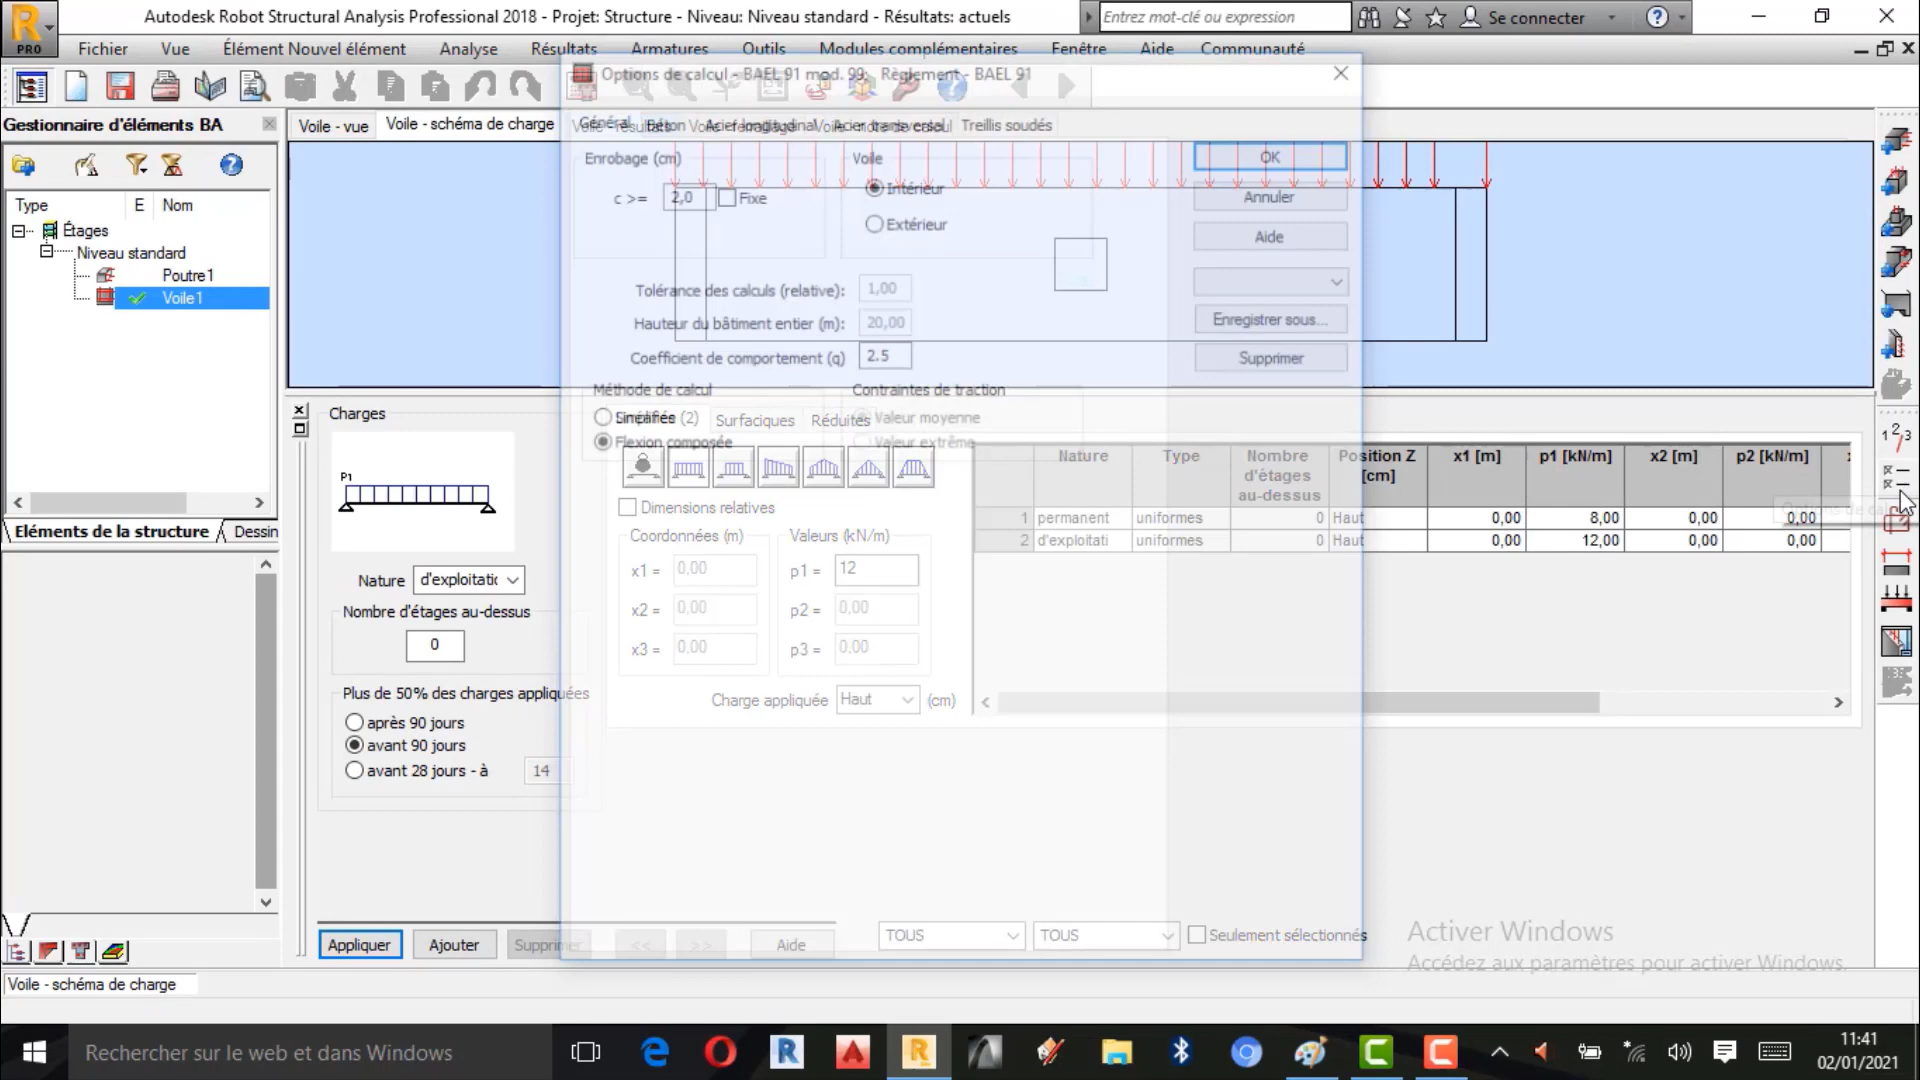 Autodesk Robot Structural Analysis Professional 2018 - Projet: Structure - Niveau: Niveau standard - Résultats: actuels
Entrez mot-clé ou expression
Se connecter
PRO
Fichier Vue Élément Nouvel élément Analyse Résultats Armatures Outils Modules complémentaires Fenêtre Aide Communauté
Options de calcul - BAEL 91 mod. 99: Règlement - BAEL 91
Gestionnaire d'éléments BA
Voile - vue
Voile - schéma de charge
Général Béton Acier longitudinal Acier transversal Treillis soudés
Enrobage (cm)
Voile
OK
c >= 2,0 Fixe
Intérieur
Annuler
Extérieur
Aide
Type E Nom
Étages
Niveau standard
Poutre1
Voile1
Tolérance des calculs (relative): 1,00
Hauteur du bâtiment entier (m): 20,00
Enregistrer sous...
Coefficient de comportement (q) 2.5
Supprimer
Méthode de calcul
Contraintes de traction
Simplifiée
(2) Surfaciques Réduites
Valeur moyenne
Flexion composée
Valeur extrême
Eléments de la structure
Dessin
Charges
P1
Nature d'exploitatic
Nombre d'étages au-dessus
0
Plus de 50% des charges appliquées
après 90 jours
avant 90 jours
avant 28 jours - à 14
Dimensions relatives
Coordonnées (m)
Valeurs (kN/m)
x1 = 0,00
p1 = 12
x2 = 0,00
p2 = 0,00
x3 = 0,00
p3 = 0,00
Charge appliquée Haut (cm)
Nature Type Nombre d'étages au-dessus Position Z [cm] x1 [m] p1 [kN/m] x2 [m] p2 [kN/m]
1 permanent uniformes 0 Haut 0,00 8,00 0,00 0,00
2 d'exploitati uniformes 0 Haut 0,00 12,00 0,00 0,00
Appliquer Ajouter Supprimer << >> Aide
TOUS TOUS Seulement sélectionnés
Activer Windows
Accédez aux paramètres pour activer Windows.
Voile - schéma de charge
Rechercher sur le web et dans Windows
11:41
02/01/2021